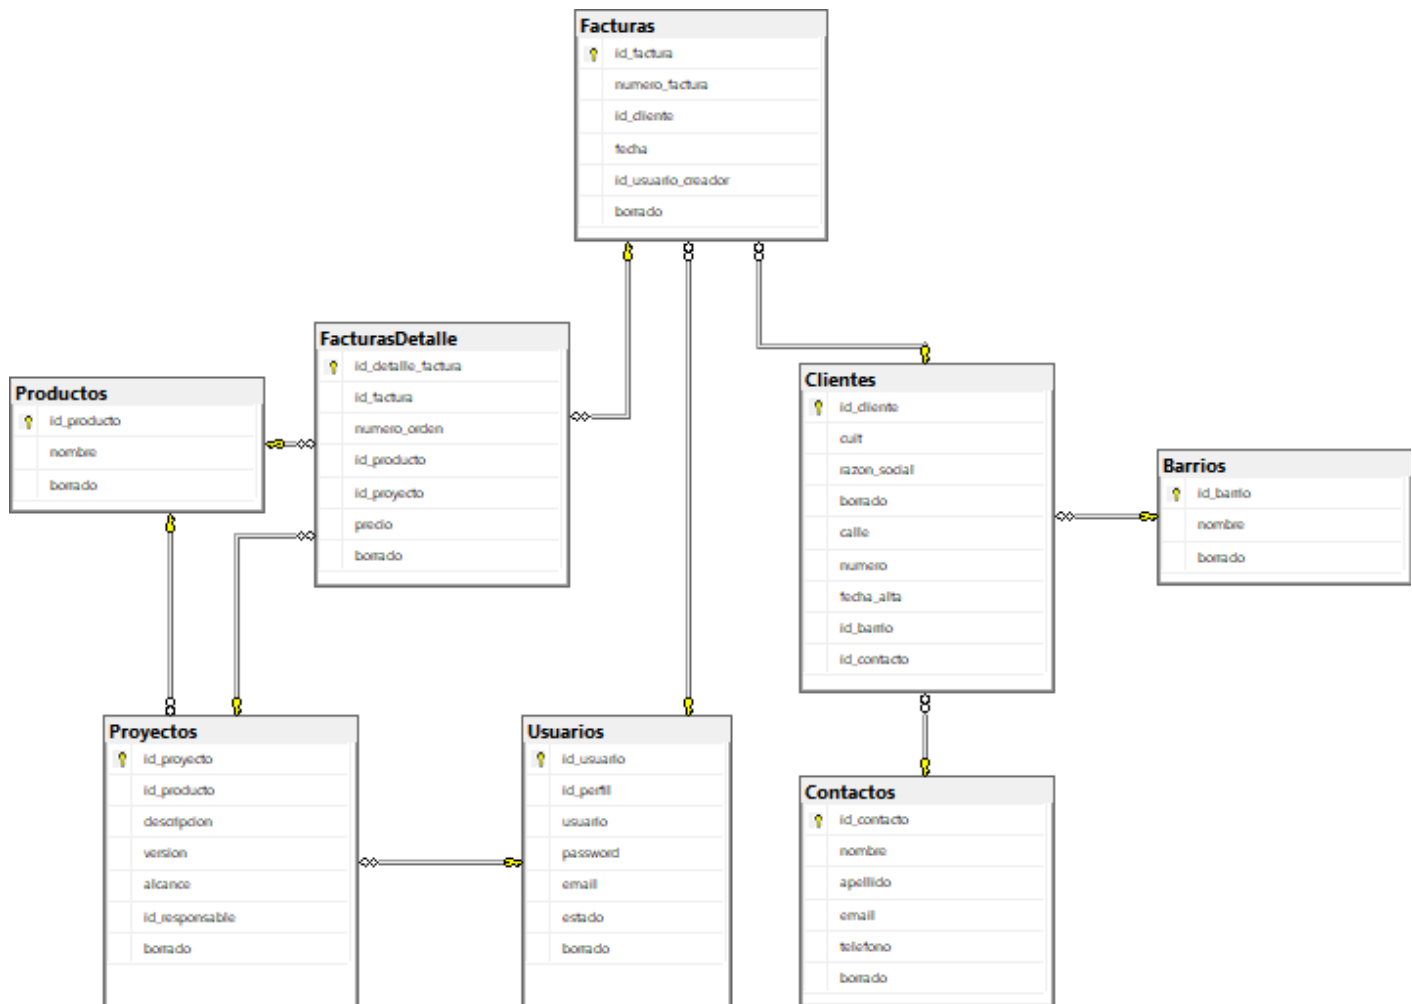 Facturas
id_factura
numero_factura
id_cliente
fecha
id_usuario_creador
borrado
FacturasDetalle
id_detalle_factura
id_factura
numero_orden
id_producto
id_proyecto
precio
borrado
Productos
id_producto
nombre
borrado
Clientes
id_cliente
cuit
razon_social
borrado
calle
numero
fecha_alta
id_barrio
id_contacto
Barrios
id_barrio
nombre
borrado
Proyectos
id_proyecto
id_producto
descripcion
version
alcance
id_responsable
borrado
Usuarios
id_usuario
id_perfil
usuario
password
email
estado
borrado
Contactos
id_contacto
nombre
apellido
email
telefono
borrado